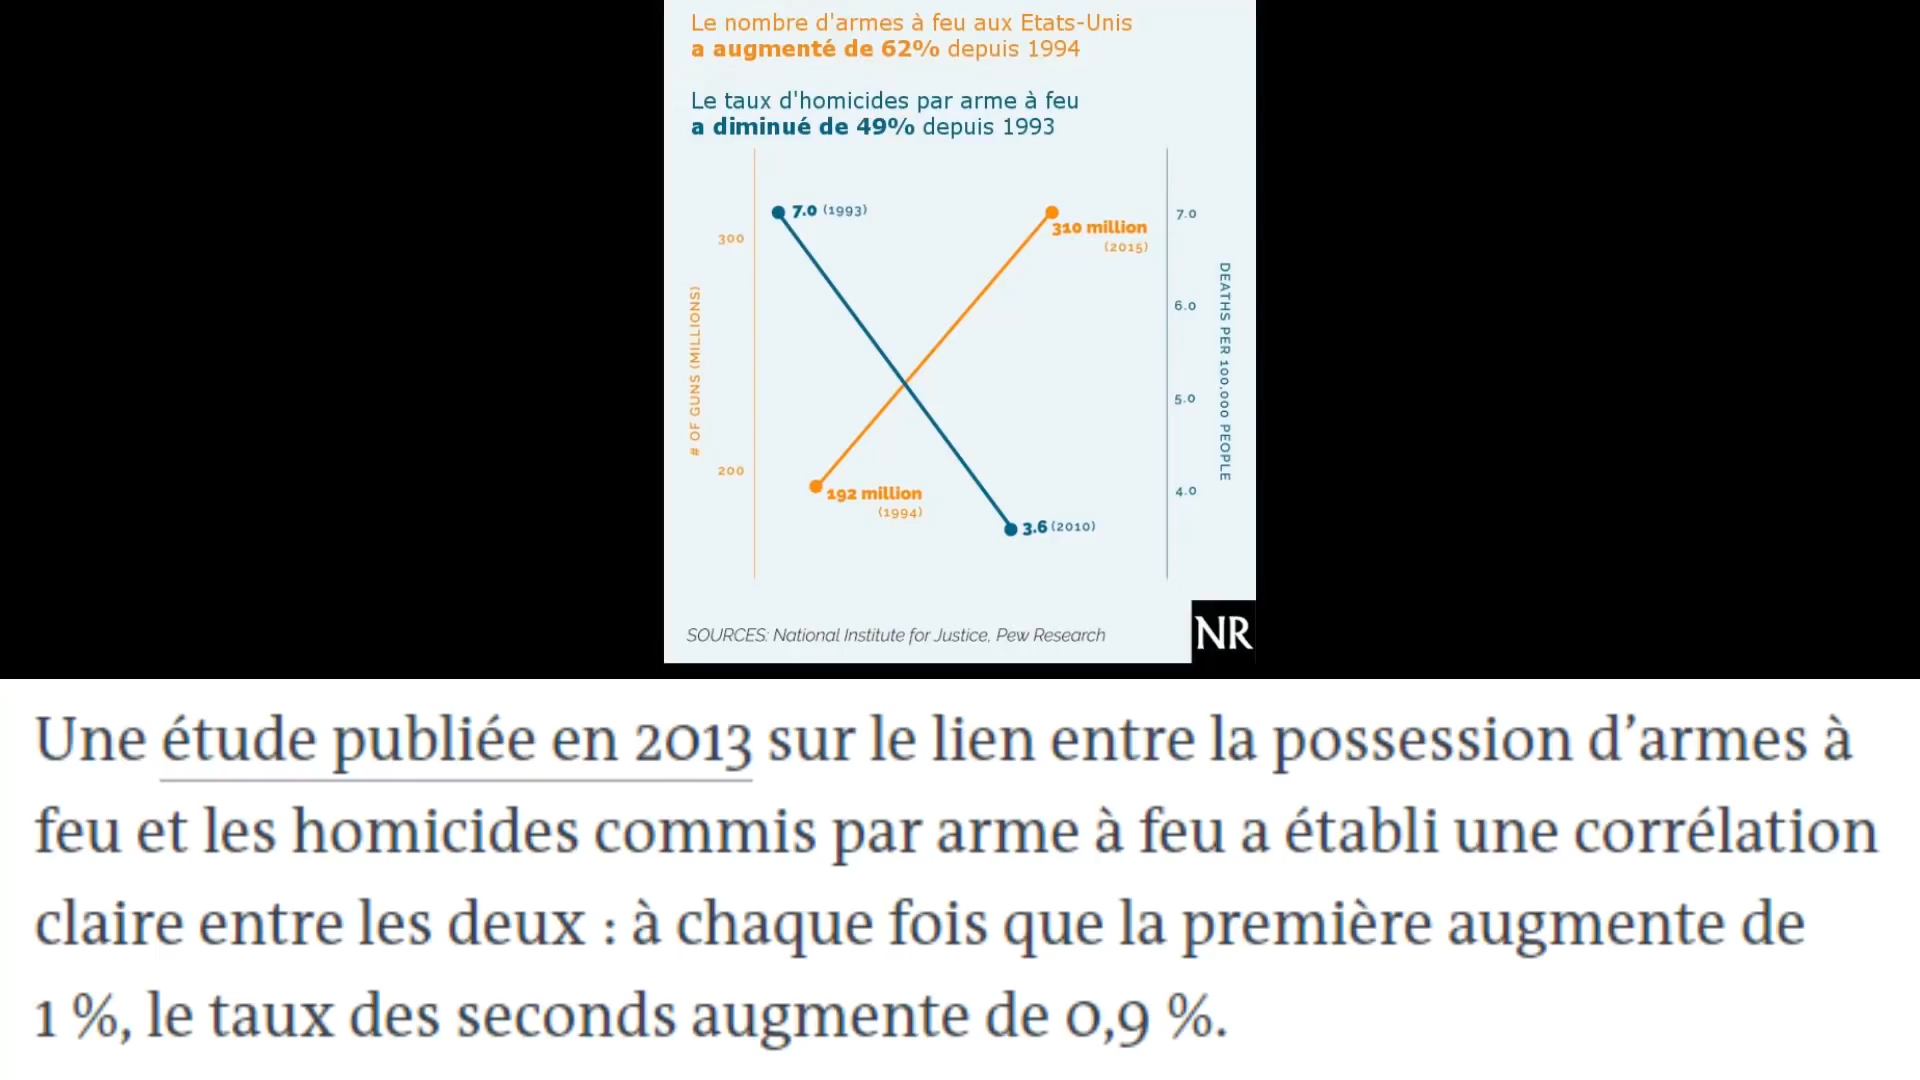 Le nombre d'armes à feu aux Etats-Unis
a augmenté de 62% depuis 1994
Le taux d'homicides par arme à feu
a diminué de 49% depuis 1993
7.0 (1993)
310 million
(2015)
7.0
300
6.0
# OF GUNS (MILLIONS)
DEATHS PER 100,000 PEOPLE
5.0
200
192 million
(1994)
4.0
3.6 (2010)
SOURCES: National Institute for Justice, Pew Research
NR
Une étude publiée en 2013 sur le lien entre la possession d’armes à
feu et les homicides commis par arme à feu a établi une corrélation
claire entre les deux : à chaque fois que la première augmente de
1 %, le taux des seconds augmente de 0,9 %.